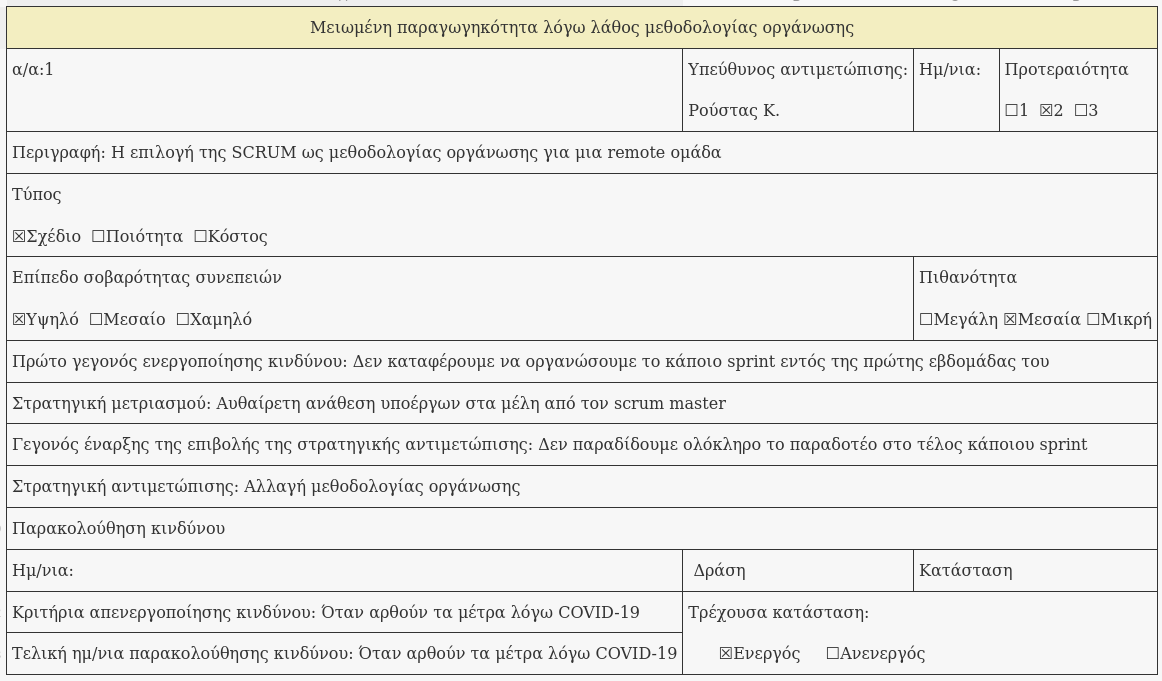 Μειωμένη παραγωγηκότητα λόγω λάθος μεθοδολογίας οργάνωσης
α/α:1
Υπεύθυνος αντιμετώπισης:
Ρούστας Κ.
Ημ/νια:
Προτεραιότητα
☐1 ☒2 ☐3
Περιγραφή: Η επιλογή της SCRUM ως μεθοδολογίας οργάνωσης για μια remote ομάδα
Τύπος
☒Σχέδιο ☐Ποιότητα ☐Κόστος
Επίπεδο σοβαρότητας συνεπειών
☒Υψηλό ☐Μεσαίο ☐Χαμηλό
Πιθανότητα
☐Μεγάλη ☒Μεσαία ☐Μικρή
Πρώτο γεγονός ενεργοποίησης κινδύνου: Δεν καταφέρουμε να οργανώσουμε το κάποιο sprint εντός της πρώτης εβδομάδας του
Στρατηγική μετριασμού: Αυθαίρετη ανάθεση υποέργων στα μέλη από τον scrum master
Γεγονός έναρξης της επιβολής της στρατηγικής αντιμετώπισης: Δεν παραδίδουμε ολόκληρο το παραδοτέο στο τέλος κάποιου sprint
Στρατηγική αντιμετώπισης: Αλλαγή μεθοδολογίας οργάνωσης
Παρακολούθηση κινδύνου
Ημ/νια:
Δράση
Κατάσταση
Κριτήρια απενεργοποίησης κινδύνου: Όταν αρθούν τα μέτρα λόγω COVID-19
Τελική ημ/νια παρακολούθησης κινδύνου: Όταν αρθούν τα μέτρα λόγω COVID-19
Τρέχουσα κατάσταση:
☒Ενεργός ☐Ανενεργός